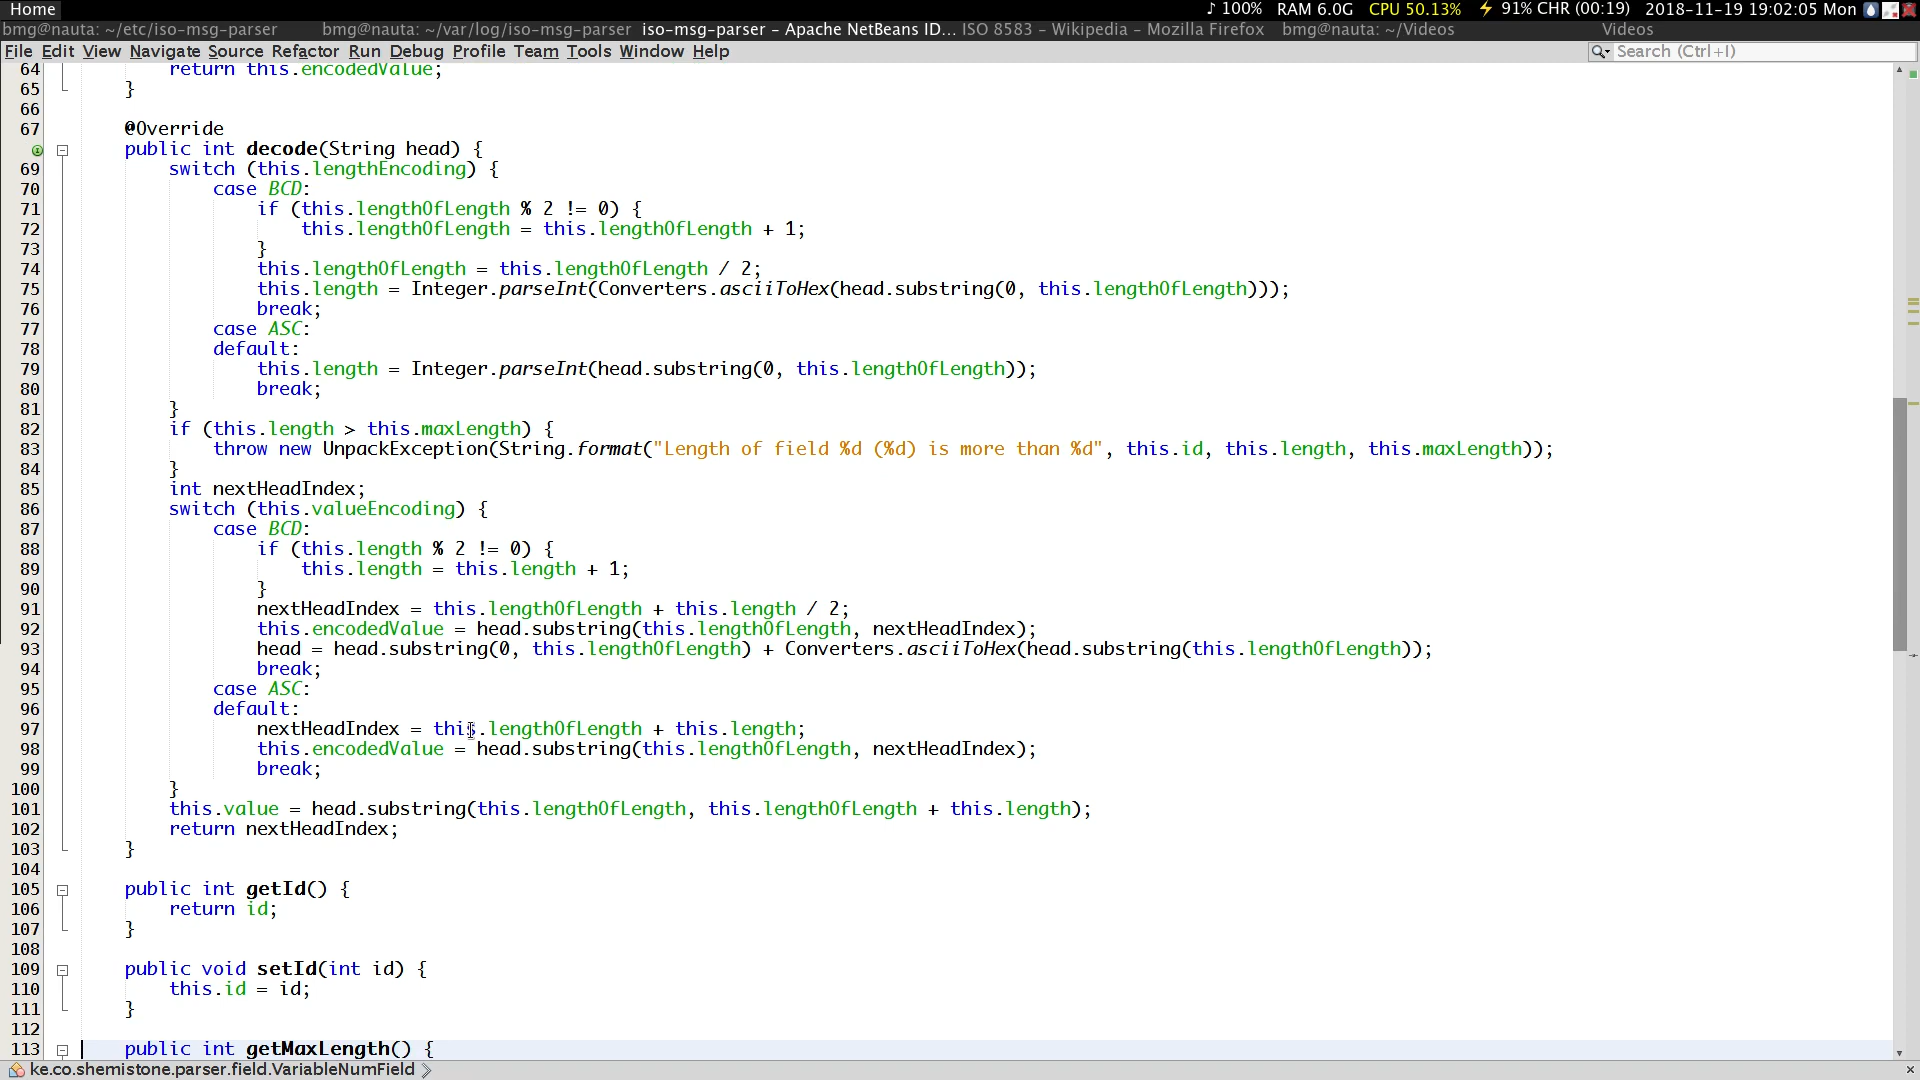 Home ♪ 100% RAM 6.0G CPU 50.13% ⚡ 91% CHR (00:19) 2018-11-19 19:02:05 Mon
bmg@nauta: ~/etc/iso-msg-parser bmg@nauta: ~/var/log/iso-msg-parser iso-msg-parser – Apache NetBeans ID... ISO 8583 – Wikipedia – Mozilla Firefox bmg@nauta: ~/Videos Videos
File Edit View Navigate Source Refactor Run Debug Profile Team Tools Window Help Search (Ctrl+I)
64 return this.encodedValue;
65 }
66
67 @Override
public int decode(String head) {
69 switch (this.lengthEncoding) {
70 case BCD:
71 if (this.lengthOfLength % 2 != 0) {
72 this.lengthOfLength = this.lengthOfLength + 1;
73 }
74 this.lengthOfLength = this.lengthOfLength / 2;
75 this.length = Integer.parseInt(Converters.asciiToHex(head.substring(0, this.lengthOfLength)));
76 break;
77 case ASC:
78 default:
79 this.length = Integer.parseInt(head.substring(0, this.lengthOfLength));
80 break;
81 }
82 if (this.length > this.maxLength) {
83 throw new UnpackException(String.format("Length of field %d (%d) is more than %d", this.id, this.length, this.maxLength));
84 }
85 int nextHeadIndex;
86 switch (this.valueEncoding) {
87 case BCD:
88 if (this.length % 2 != 0) {
89 this.length = this.length + 1;
90 }
91 nextHeadIndex = this.lengthOfLength + this.length / 2;
92 this.encodedValue = head.substring(this.lengthOfLength, nextHeadIndex);
93 head = head.substring(0, this.lengthOfLength) + Converters.asciiToHex(head.substring(this.lengthOfLength));
94 break;
95 case ASC:
96 default:
97 nextHeadIndex = this.lengthOfLength + this.length;
98 this.encodedValue = head.substring(this.lengthOfLength, nextHeadIndex);
99 break;
100 }
101 this.value = head.substring(this.lengthOfLength, this.lengthOfLength + this.length);
102 return nextHeadIndex;
103 }
104
105 public int getId() {
106 return id;
107 }
108
109 public void setId(int id) {
110 this.id = id;
111 }
112
113 public int getMaxLength() {
ke.co.shemistone.parser.field.VariableNumField